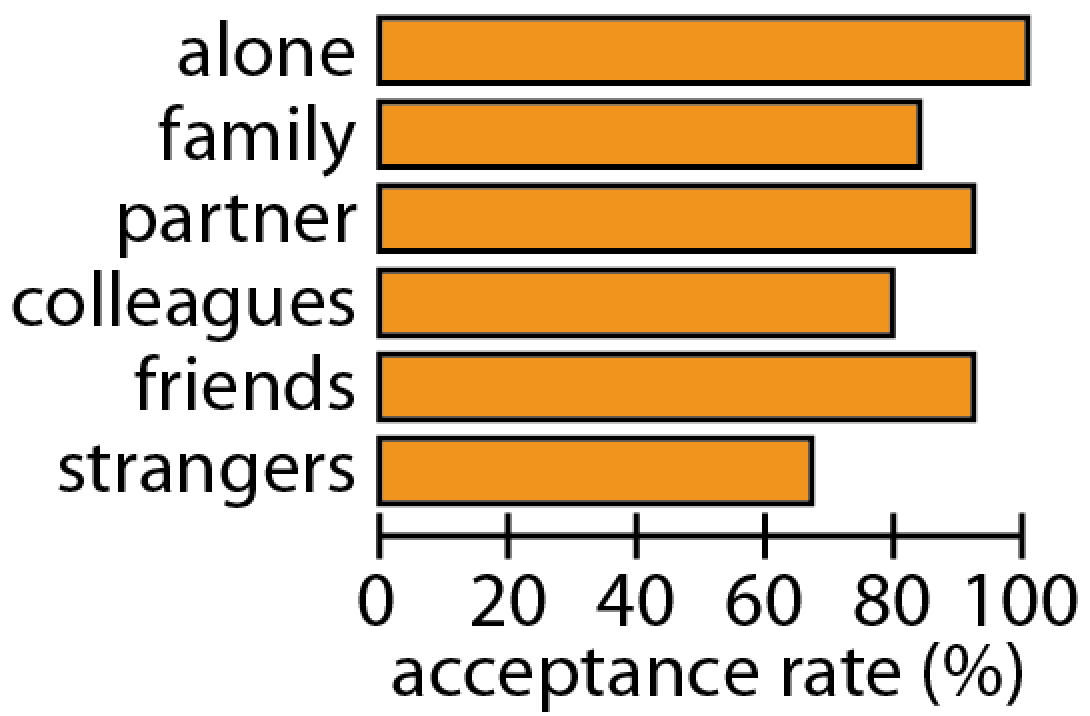 alone
family
partner
colleagues
friends
strangers
0 20 40 60 80 100
acceptance rate (%)